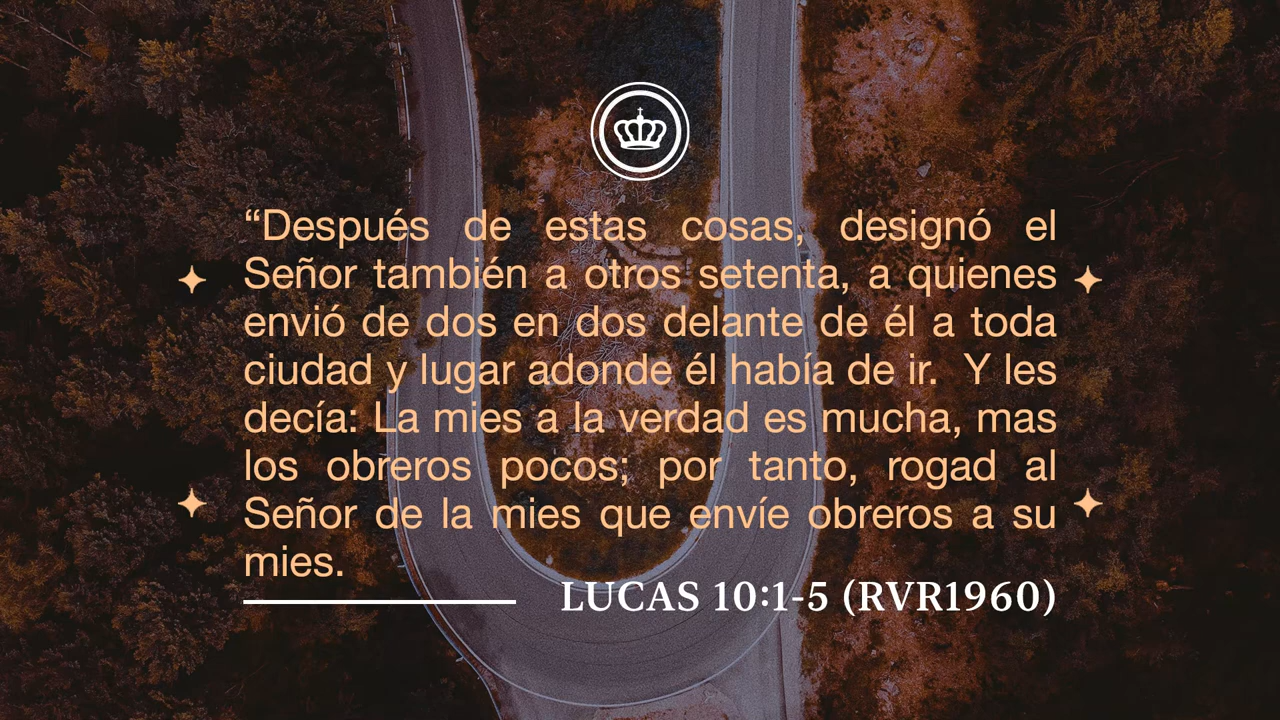 “Después de estas cosas, designó el
Señor también a otros setenta, a quienes
envió de dos en dos delante de él a toda
ciudad y lugar adonde él había de ir.  Y les
decía: La mies a la verdad es mucha, mas
los obreros pocos; por tanto, rogad al
Señor de la mies que envíe obreros a su
mies.
LUCAS 10:1-5 (RVR1960)